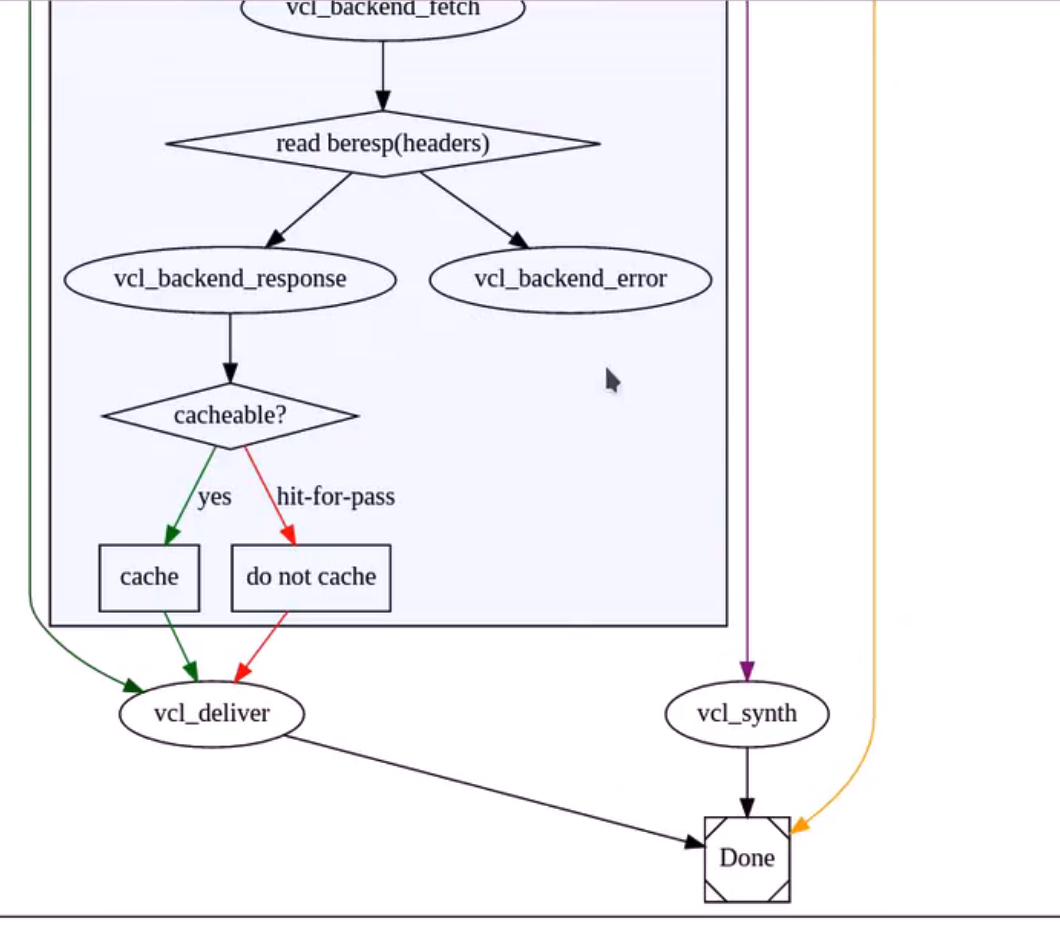 vcl_backend_fetch
read beresp(headers)
vcl_backend_response
vcl_backend_error
cacheable?
yes
hit-for-pass
cache
do not cache
vcl_deliver
vcl_synth
Done